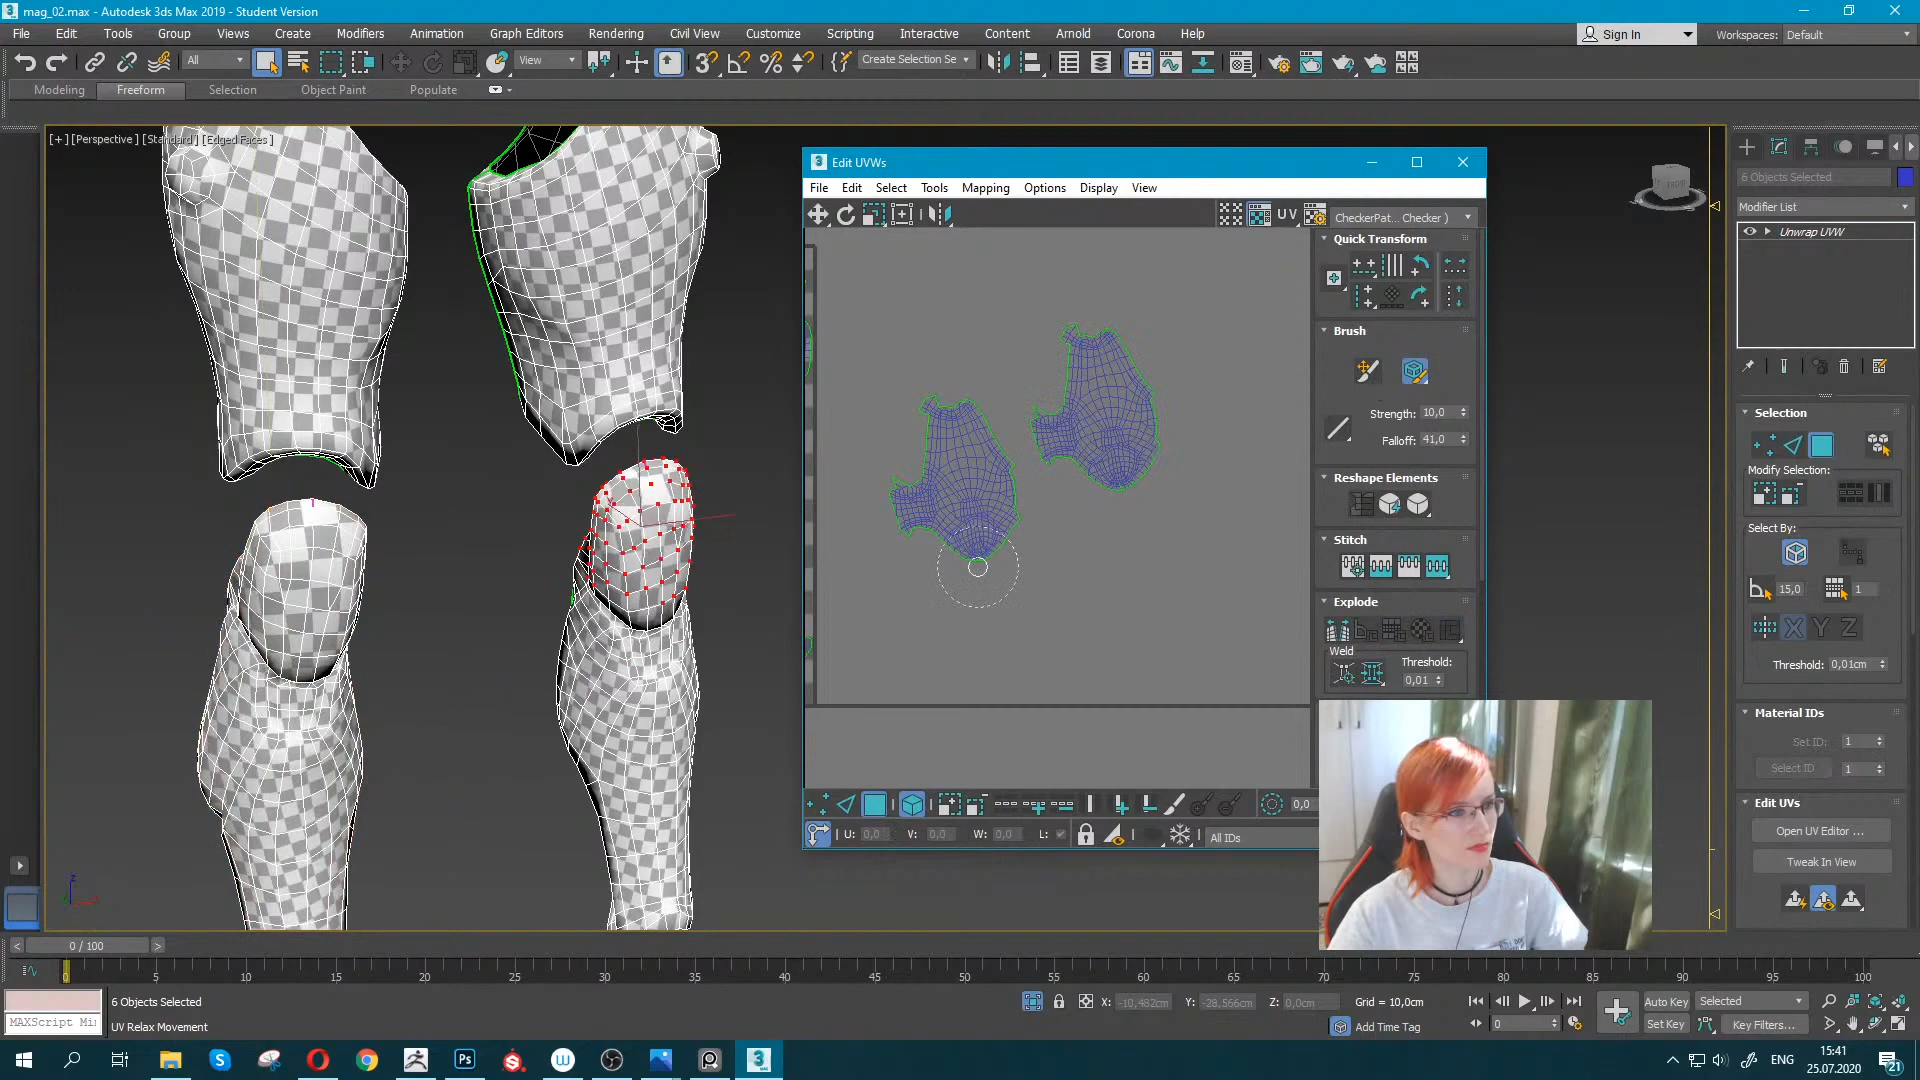 mag_02.max - Autodesk 3ds Max 2019 - Student Version
File Edit Tools Group Views Create Modifiers Animation Graph Editors Rendering Civil View Customize Scripting Interactive Content Arnold Corona Help
Sign In
Workspaces: Default
All
View
Create Selection Se
Modeling Freeform Selection Object Paint Populate
[+] [Perspective] [Standard] [Edged Faces]
Edit UVWs
File Edit Select Tools Mapping Options Display View
UV
CheckerPat... Checker )
Quick Transform
Brush
Strength: 10,0
Falloff: 41,0
Reshape Elements
Stitch
Explode
Weld
Threshold:
0,01
0,0
U: 0,0 V: 0,0 W: 0,0 L:
All IDs
6 Objects Selected
Modifier List
Unwrap UVW
Selection
Modify Selection:
Select By:
15,0
1
X Y Z
Threshold: 0,01cm
Material IDs
Set ID: 1
Select ID 1
Edit UVs
Open UV Editor ...
Tweak In View
0 / 100
0 5 10 15 20 25 30 35 40 45 50 55 60 65 70 75 80 85 90 95 100
6 Objects Selected
MAXScript Mi
UV Relax Movement
X: -10,482cm Y: -28,566cm Z: 0,0cm
Grid = 10,0cm
Add Time Tag
0
Auto Key
Selected
Set Key
Key Filters...
ENG
15:41
25.07.2020
21